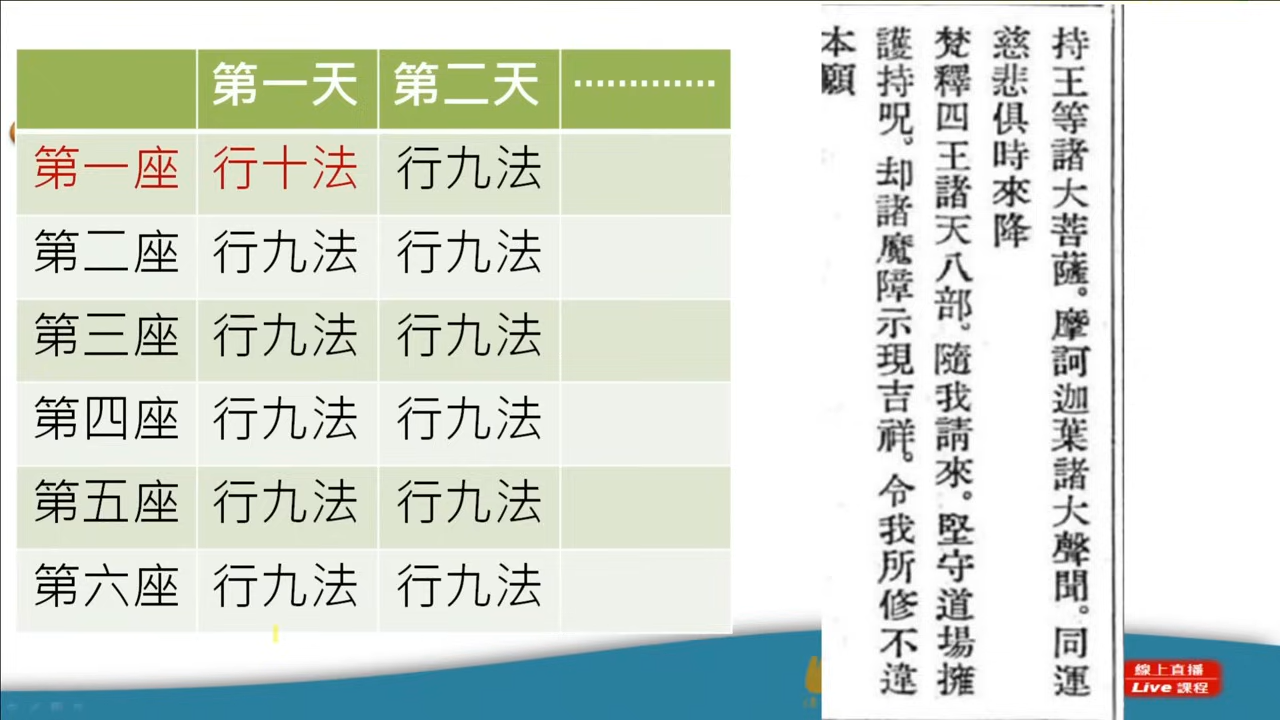 第一天 第二天 ·············
第一座 行十法 行九法
第二座 行九法 行九法
第三座 行九法 行九法
第四座 行九法 行九法
第五座 行九法 行九法
第六座 行九法 行九法
持王等諸大菩薩。摩訶迦葉諸大聲聞。同運
慈悲俱時來降
梵釋四王諸天八部。隨我請來。堅守道場擁
護持呪。却諸魔障示現吉祥。令我所修不違
本願
線上直播
Live 課程